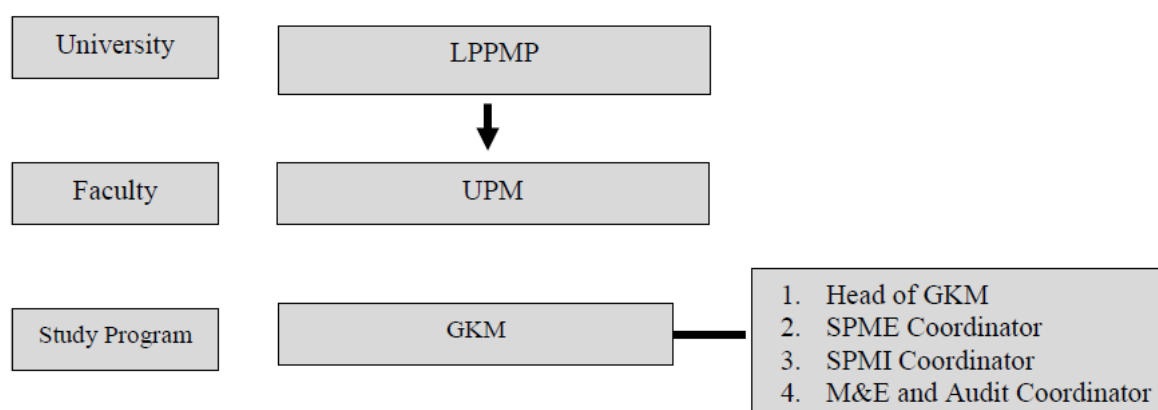 University
LPPMP
Faculty
UPM
Study Program
GKM
1. Head of GKM
2. SPME Coordinator
3. SPMI Coordinator
4. M&E and Audit Coordinator